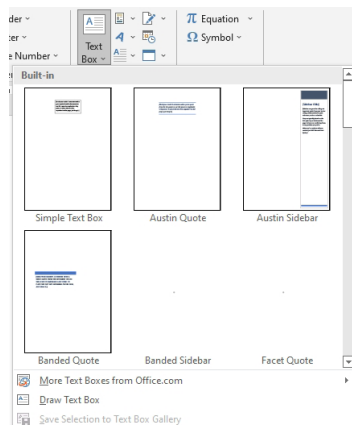 der
Equation
ter
Symbol
e Number
Text
Box
Built-in
Simple Text Box
Austin Quote
Austin Sidebar
Banded Quote
Banded Sidebar
Facet Quote
More Text Boxes from Office.com
Draw Text Box
Save Selection to Text Box Gallery